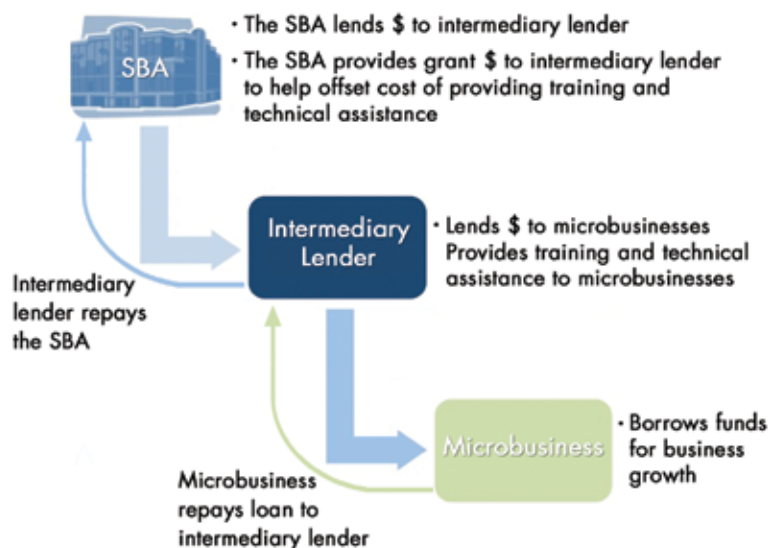 SBA
· The SBA lends $ to intermediary lender
· The SBA provides grant $ to intermediary lender
to help offset cost of providing training and
technical assistance
Intermediary
Lender
· Lends $ to microbusinesses
Provides training and technical
assistance to microbusinesses
Intermediary
lender repays
the SBA
Microbusiness
· Borrows funds
for business
growth
Microbusiness
repays loan to
intermediary lender